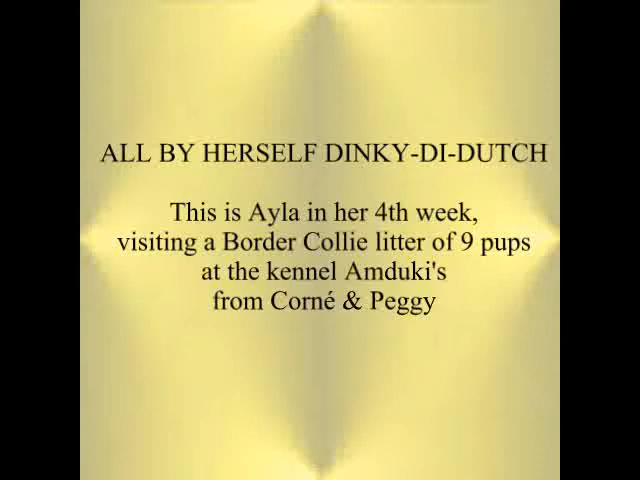 ALL BY HERSELF DINKY-DI-DUTCH
This is Ayla in her 4th week,
visiting a Border Collie litter of 9 pups
at the kennel Amduki's
from Corné & Peggy